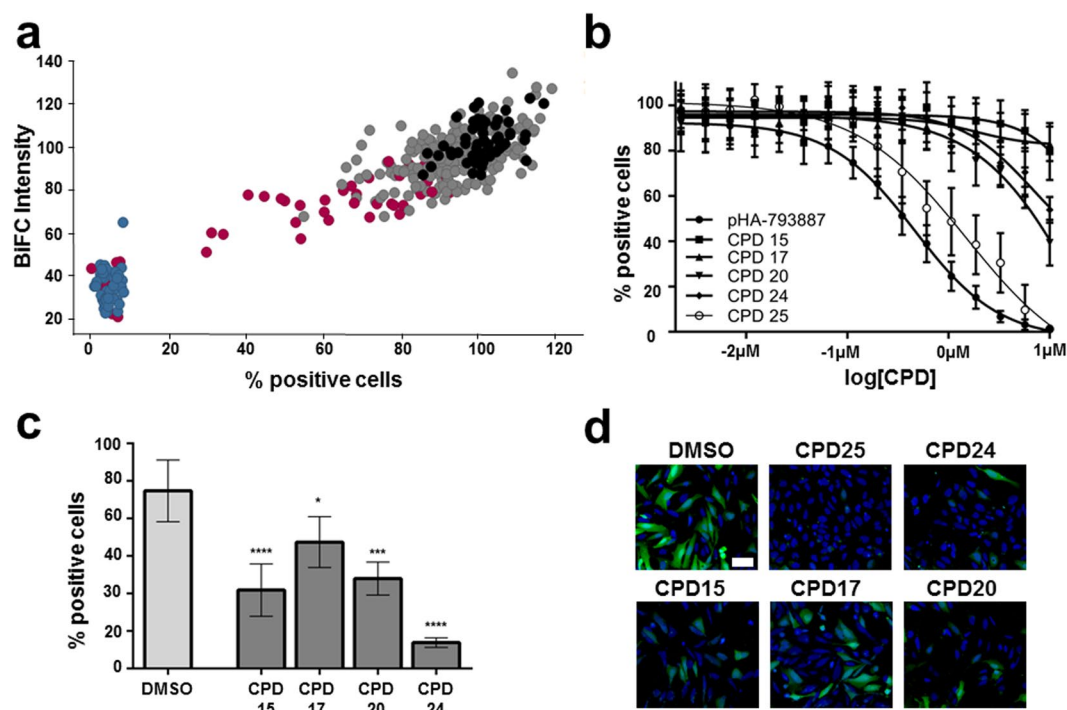 a
BiFC Intensity
140
120
100
80
60
40
20
0 20 40 60 80 100 120
% positive cells
b
% positive cells
100
80
60
40
20
0
pHA-793887
CPD 15
CPD 17
CPD 20
CPD 24
CPD 25
-2µM -1µM 0µM 1µM
log[CPD]
c
% positive cells
100
80
60
40
30
20
0
****
*
***
****
DMSO CPD CPD CPD CPD
15 17 20 24
d
DMSO CPD25 CPD24
CPD15 CPD17 CPD20